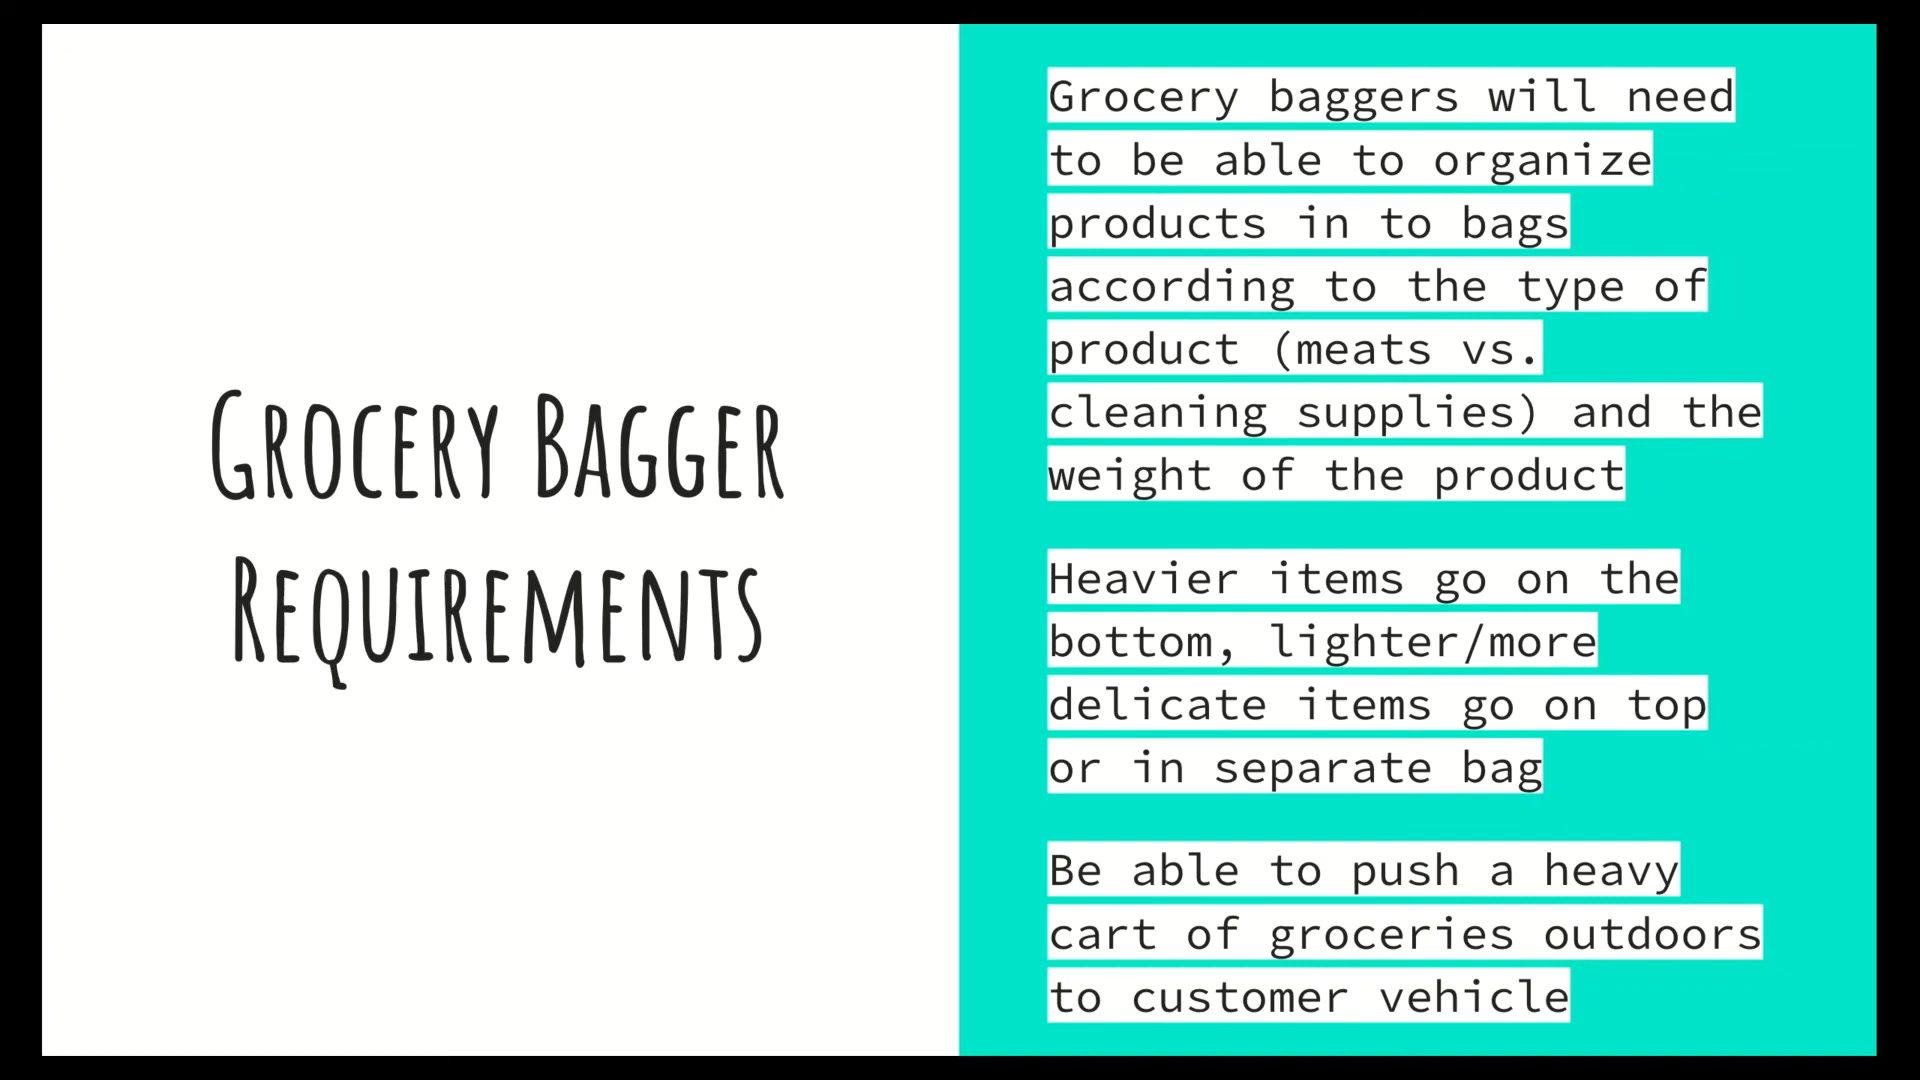 Grocery Bagger
Requirements
Grocery baggers will need
to be able to organize
products in to bags
according to the type of
product (meats vs.
cleaning supplies) and the
weight of the product
Heavier items go on the
bottom, lighter/more
delicate items go on top
or in separate bag
Be able to push a heavy
cart of groceries outdoors
to customer vehicle